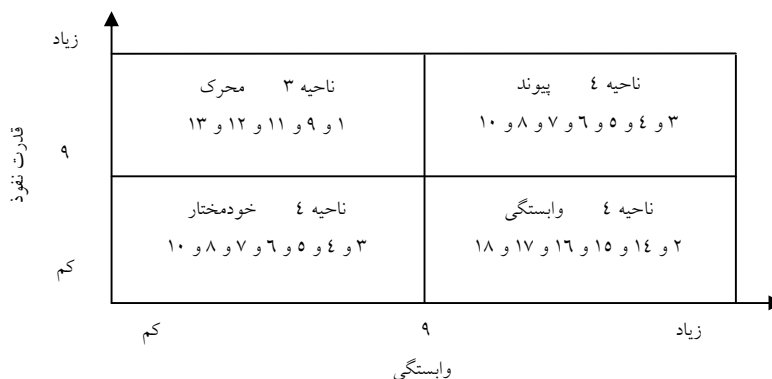 زیاد
ناحیه ۳ محرک
۱ و ۹ و ۱۱ و ۱۲ و ۱۳
ناحیه ٤ پیوند
۳ و ٤ و ٥ و ٦ و ۷ و ۸ و ۱۰
قدرت نفوذ
۹
ناحیه ٤ خودمختار
۳ و ٤ و ٥ و ٦ و ۷ و ۸ و ۱۰
ناحیه ٤ وابستگی
۲ و ۱٤ و ۱٥ و ۱٦ و ۱۷ و ۱۸
کم
کم
۹
زیاد
وابستگی